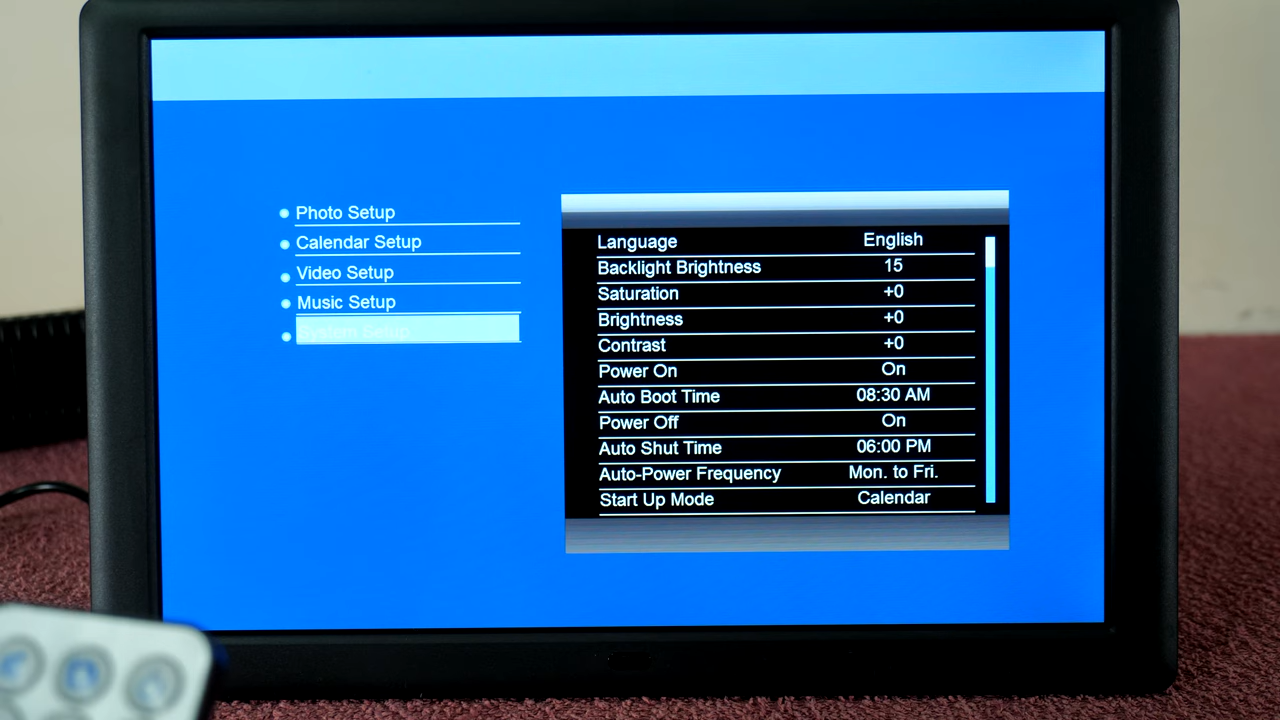 Photo Setup
Calendar Setup
Video Setup
Music Setup
System Setup
Language English
Backlight Brightness 15
Saturation +0
Brightness +0
Contrast +0
Power On On
Auto Boot Time 08:30 AM
Power Off On
Auto Shut Time 06:00 PM
Auto-Power Frequency Mon. to Fri.
Start Up Mode Calendar